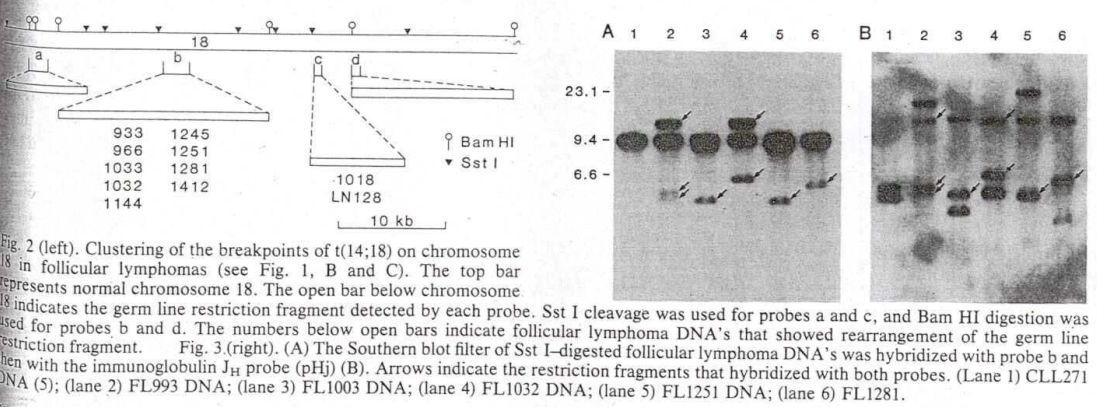 18
a
b
c
d
933 1245
966 1251
1033 1281
1032 1412
1144
1018
LN128
Bam HI
Sst I
10 kb
A 1 2 3 4 5 6
23.1 -
9.4 -
6.6 -
B 1 2 3 4 5 6
Fig. 2 (left). Clustering of the breakpoints of t(14;18) on chromosome
18 in follicular lymphomas (see Fig. 1, B and C). The top bar
represents normal chromosome 18. The open bar below chromosome
18 indicates the germ line restriction fragment detected by each probe. Sst I cleavage was used for probes a and c, and Bam HI digestion was
used for probes b and d. The numbers below open bars indicate follicular lymphoma DNA's that showed rearrangement of the germ line
restriction fragment. Fig. 3.(right). (A) The Southern blot filter of Sst I–digested follicular lymphoma DNA's was hybridized with probe b and
then with the immunoglobulin JH probe (pHj) (B). Arrows indicate the restriction fragments that hybridized with both probes. (Lane 1) CLL271
DNA (5); (lane 2) FL993 DNA; (lane 3) FL1003 DNA; (lane 4) FL1032 DNA; (lane 5) FL1251 DNA; (lane 6) FL1281.